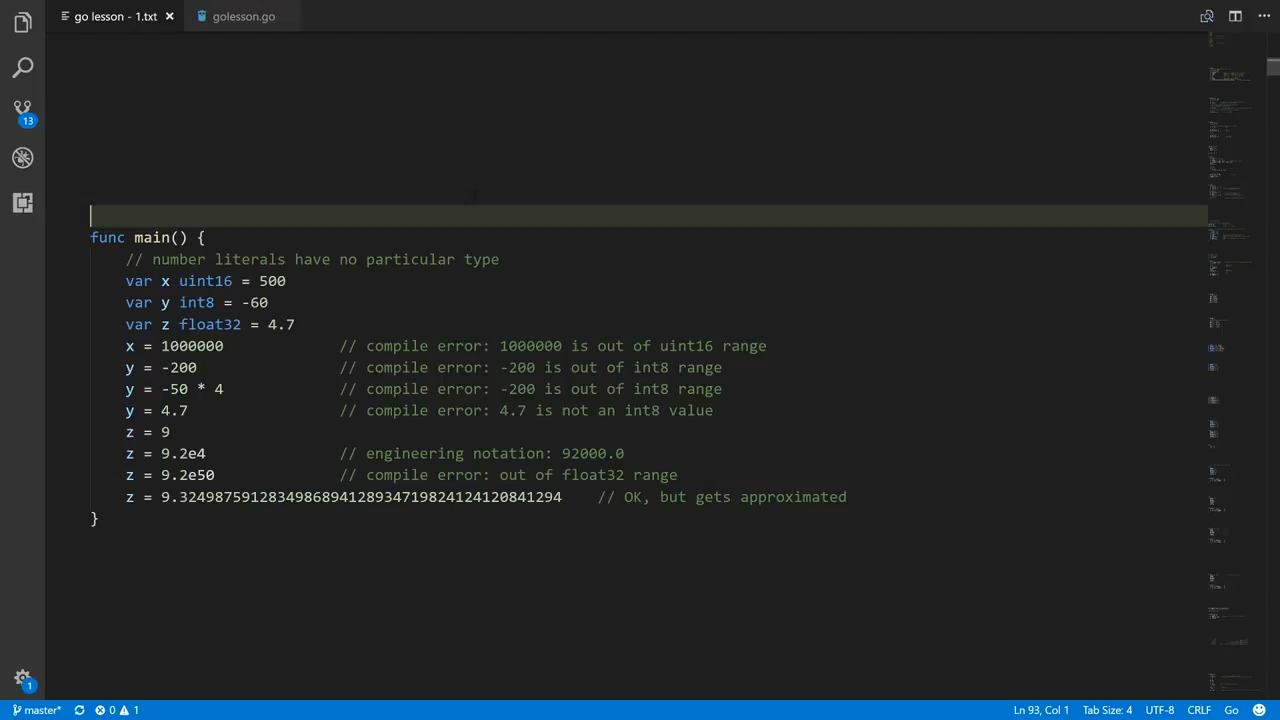 go lesson - 1.txt
golesson.go
13
func main() {
// number literals have no particular type
var x uint16 = 500
var y int8 = -60
var z float32 = 4.7
x = 1000000 // compile error: 1000000 is out of uint16 range
y = -200 // compile error: -200 is out of int8 range
y = -50 * 4 // compile error: -200 is out of int8 range
y = 4.7 // compile error: 4.7 is not an int8 value
z = 9
z = 9.2e4 // engineering notation: 92000.0
z = 9.2e50 // compile error: out of float32 range
z = 9.3249875912834986894128934719824124120841294 // OK, but gets approximated
}
1
master* 0 1 Ln 93, Col 1 Tab Size: 4 UTF-8 CRLF Go